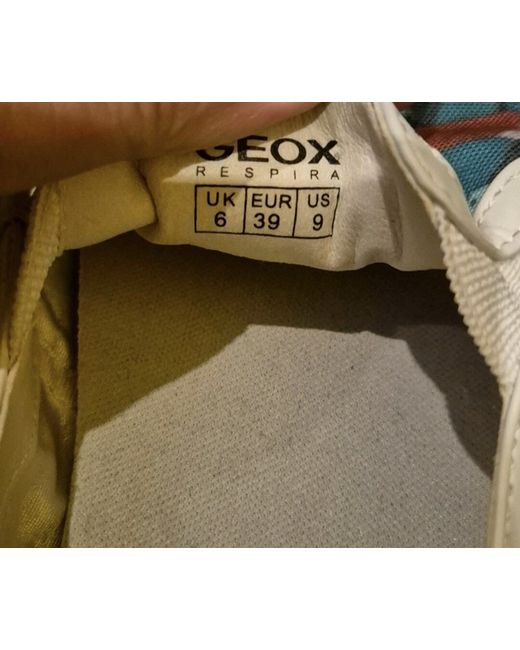 GEOX
RESPIRA
UK EUR US
6 39 9